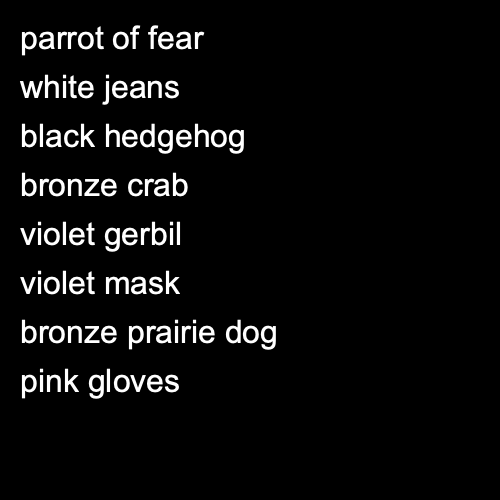 parrot of fear
white jeans
black hedgehog
bronze crab
violet gerbil
violet mask
bronze prairie dog
pink gloves